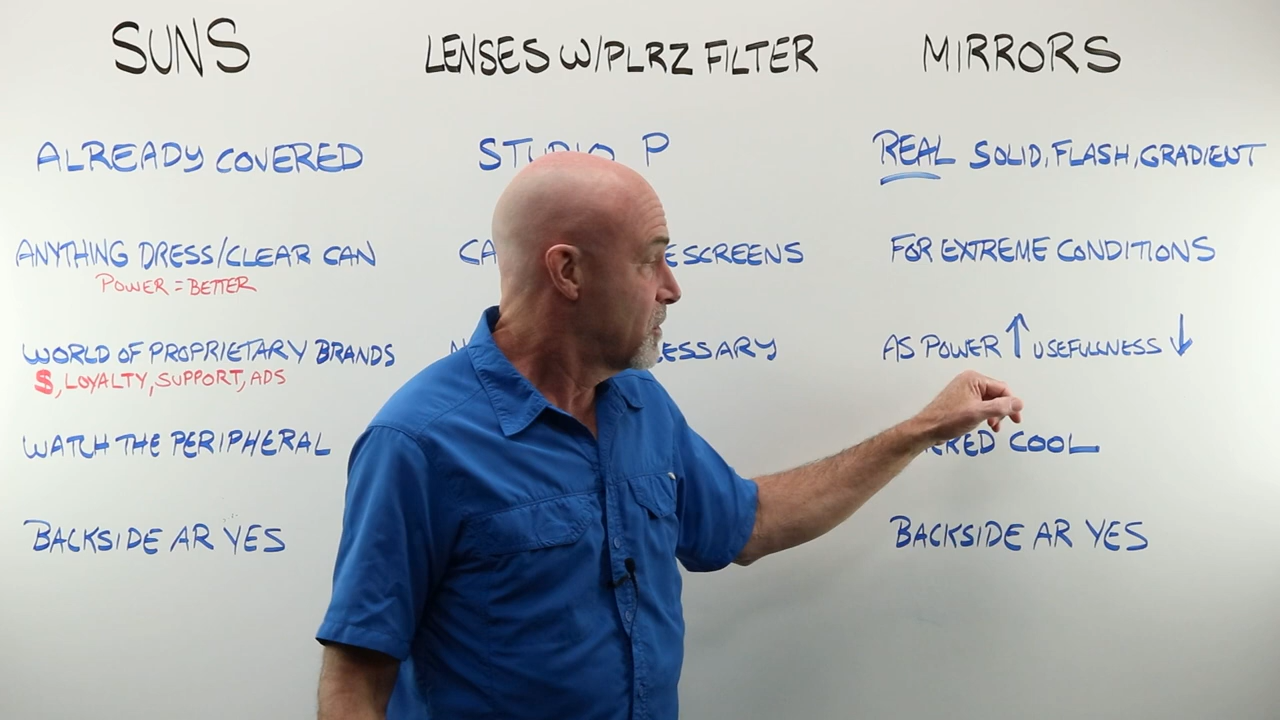 SUNS
ALREADY COVERED
ANYTHING DRESS/CLEAR CAN
POWER = BETTER
WORLD OF PROPRIETARY BRANDS
$, LOYALTY, SUPPORT, ADS
WATCH THE PERIPHERAL
BACKSIDE AR YES
LENSES W/PLRZ FILTER
STUDIO P
SCREENS
MIRRORS
REAL SOLID, FLASH, GRADIENT
FOR EXTREME CONDITIONS
AS POWER ↑ USEFULLNESS ↓
COOL
BACKSIDE AR YES